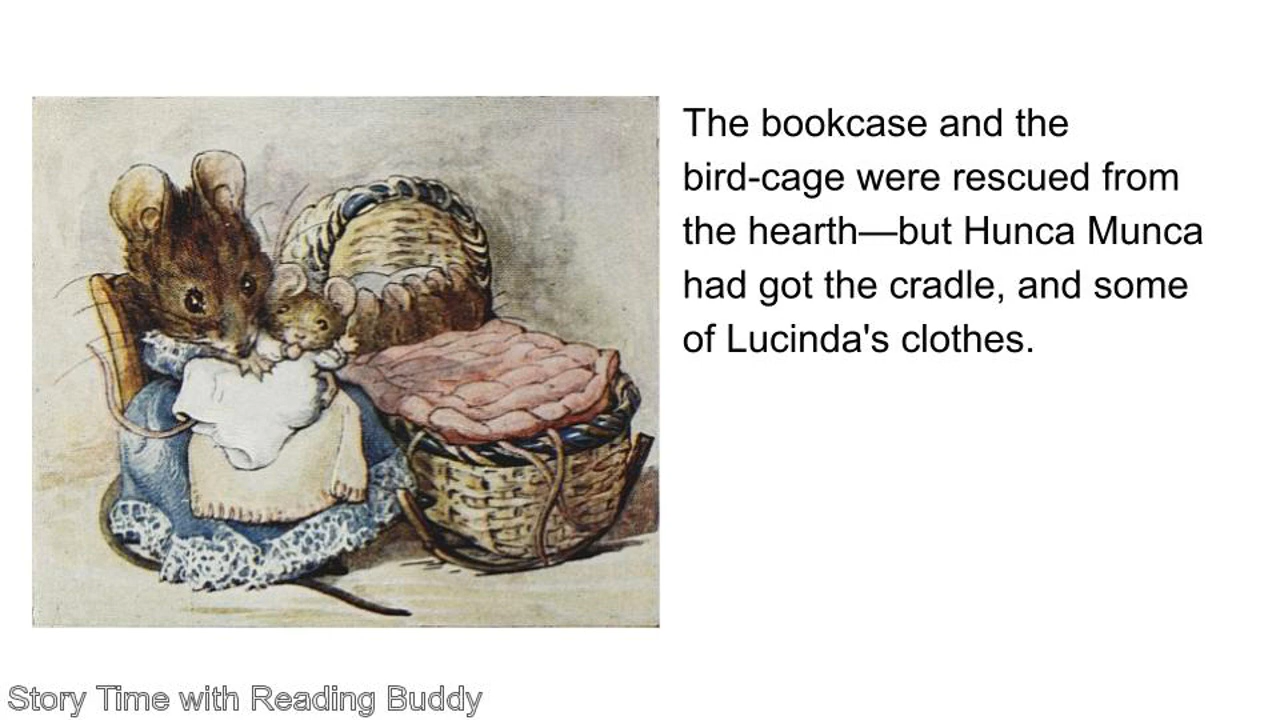 The bookcase and the
bird-cage were rescued from
the hearth—but Hunca Munca
had got the cradle, and some
of Lucinda's clothes.
Story Time with Reading Buddy